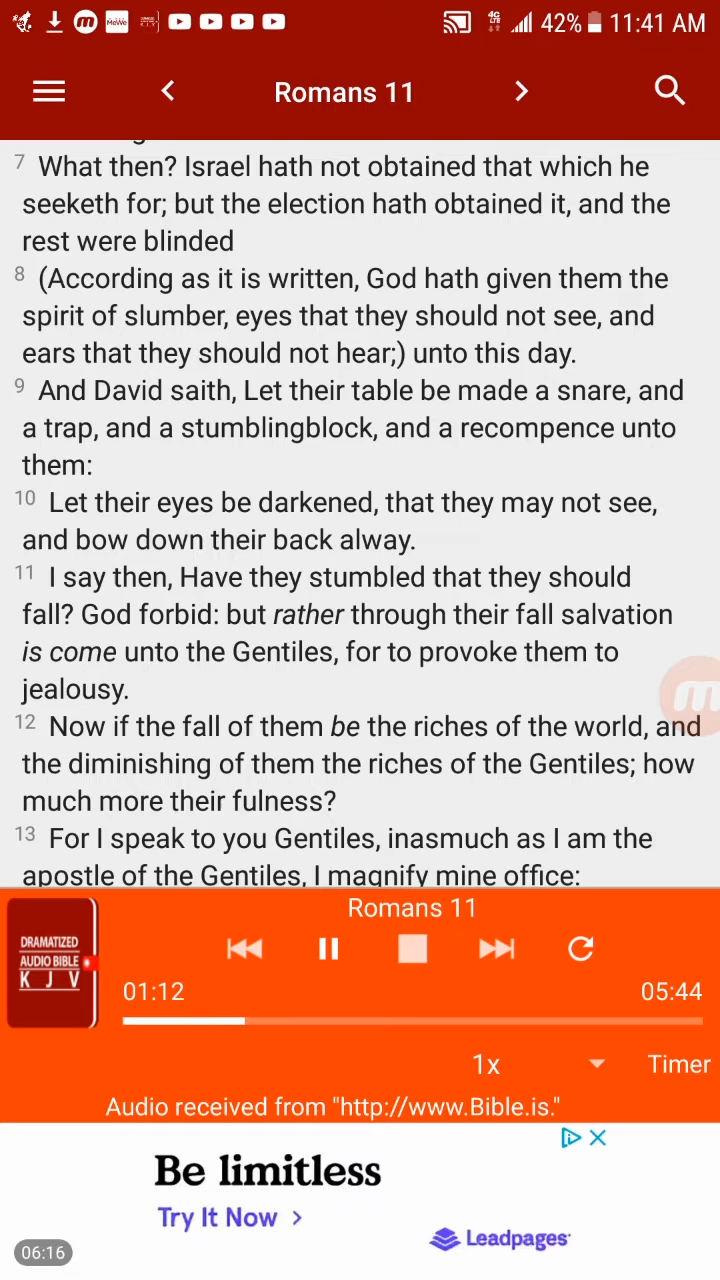 MeWe
4G LTE 42% 11:41 AM
Romans 11
7 What then? Israel hath not obtained that which he
seeketh for; but the election hath obtained it, and the
rest were blinded
8 (According as it is written, God hath given them the
spirit of slumber, eyes that they should not see, and
ears that they should not hear;) unto this day.
9 And David saith, Let their table be made a snare, and
a trap, and a stumblingblock, and a recompence unto
them:
10 Let their eyes be darkened, that they may not see,
and bow down their back alway.
11 I say then, Have they stumbled that they should
fall? God forbid: but rather through their fall salvation
is come unto the Gentiles, for to provoke them to
jealousy.
12 Now if the fall of them be the riches of the world, and
the diminishing of them the riches of the Gentiles; how
much more their fulness?
13 For I speak to you Gentiles, inasmuch as I am the
apostle of the Gentiles, I magnify mine office:
Romans 11
DRAMATIZED
AUDIO BIBLE
K J V
01:12 05:44
1x Timer
Audio received from "http://www.Bible.is."
Be limitless
Try It Now >
Leadpages
06:16